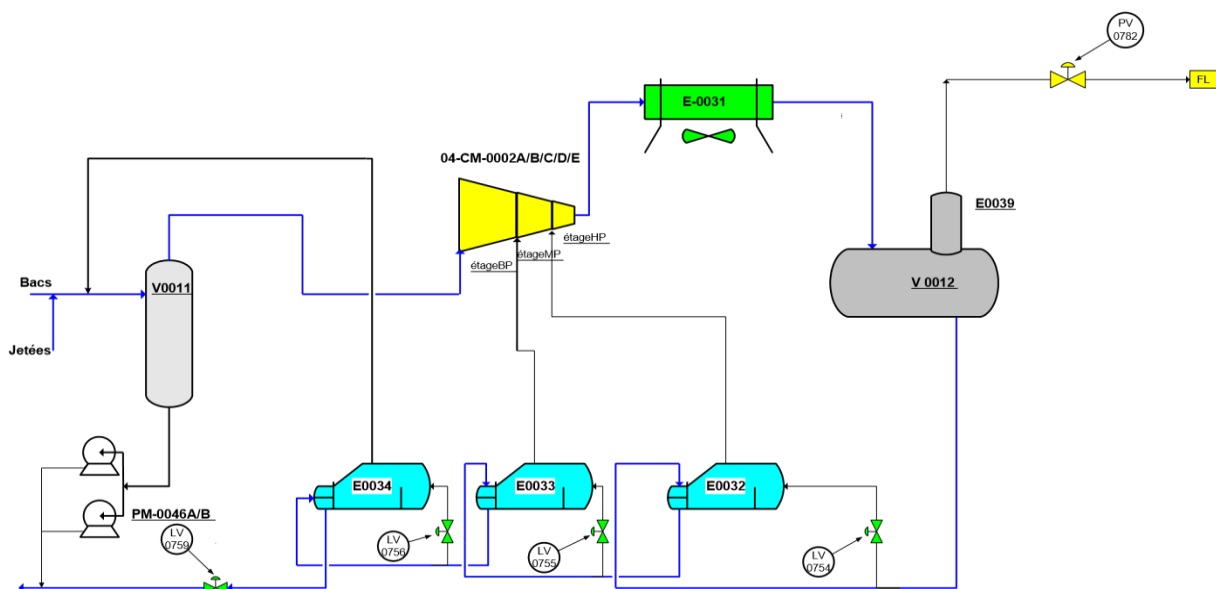 PV
0782
FL
E-0031
04-CM-0002A/B/C/D/E
E0039
étageHP
étageMP
étageBP
Bacs
V0011
V 0012
Jetées
E0034
E0033
E0032
PM-0046A/B
LV
0759
LV
0756
LV
0755
LV
0754